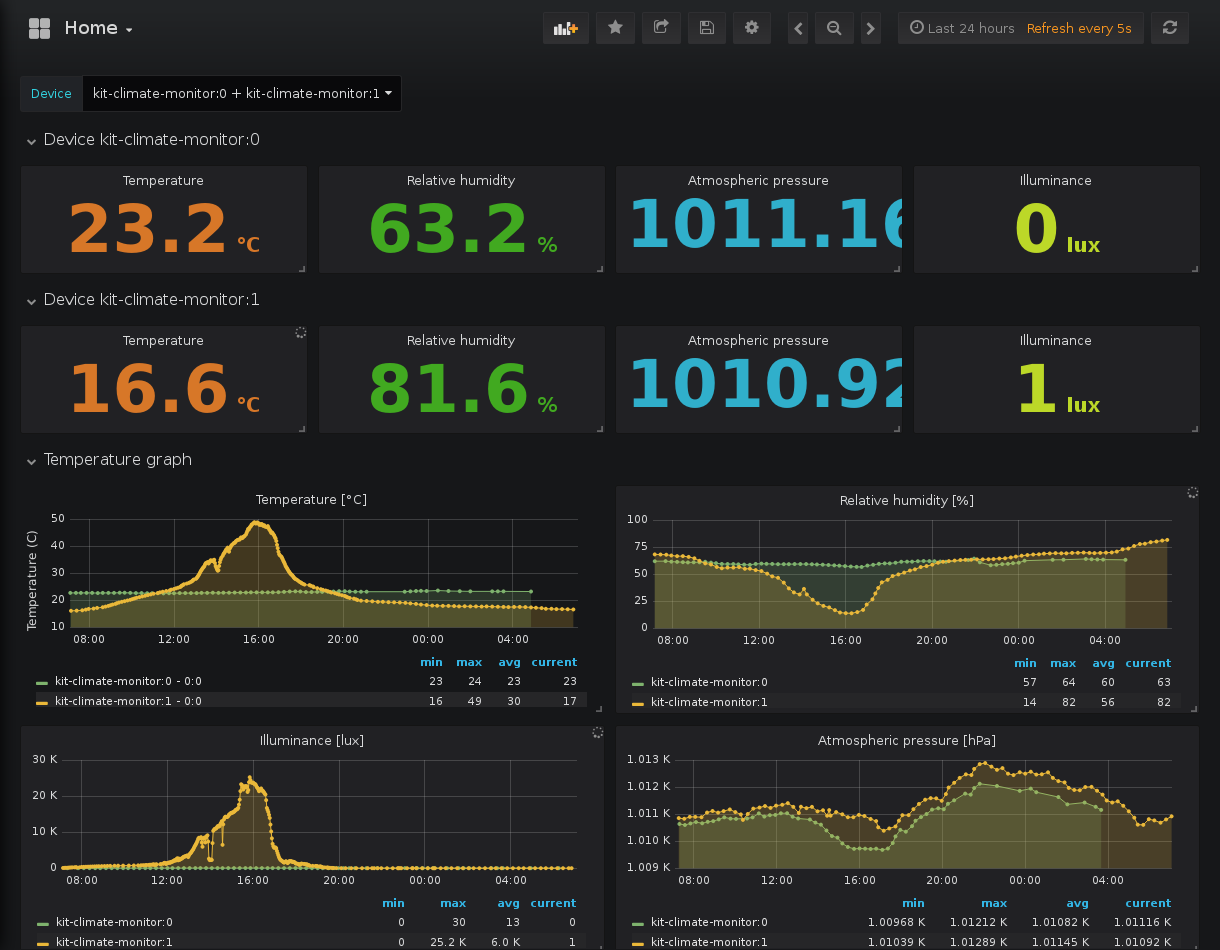 Home
Last 24 hours Refresh every 5s
Device kit-climate-monitor:0 + kit-climate-monitor:1
Device kit-climate-monitor:0
Temperature Relative humidity Atmospheric pressure Illuminance
23.2 °C 63.2 % 1011.16 0 lux
Device kit-climate-monitor:1
Temperature Relative humidity Atmospheric pressure Illuminance
16.6 °C 81.6 % 1010.92 1 lux
Temperature graph
Temperature [°C]
Temperature (C)
50
40
30
20
10
08:00 12:00 16:00 20:00 00:00 04:00
min max avg current
kit-climate-monitor:0 - 0:0 23 24 23 23
kit-climate-monitor:1 - 0:0 16 49 30 17
Relative humidity [%]
100
75
50
25
0
08:00 12:00 16:00 20:00 00:00 04:00
min max avg current
kit-climate-monitor:0 57 64 60 63
kit-climate-monitor:1 14 82 56 82
Illuminance [lux]
30 K
20 K
10 K
0
08:00 12:00 16:00 20:00 00:00 04:00
min max avg current
kit-climate-monitor:0 0 30 13 0
kit-climate-monitor:1 0 25.2 K 6.0 K 1
Atmospheric pressure [hPa]
1.013 K
1.012 K
1.011 K
1.010 K
1.009 K
08:00 12:00 16:00 20:00 00:00 04:00
min max avg current
kit-climate-monitor:0 1.00968 K 1.01212 K 1.01082 K 1.01116 K
kit-climate-monitor:1 1.01039 K 1.01289 K 1.01145 K 1.01092 K